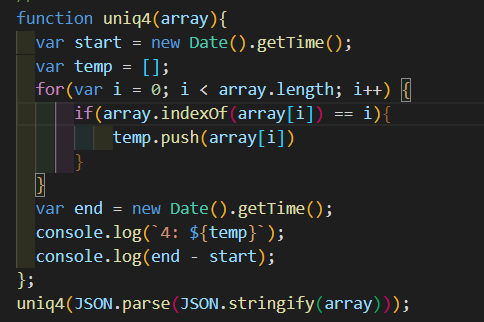 function uniq4(array){
var start = new Date().getTime();
var temp = [];
for(var i = 0; i < array.length; i++) {
if(array.indexOf(array[i]) == i){
temp.push(array[i])
}
}
var end = new Date().getTime();
console.log(`4: ${temp}`);
console.log(end - start);
};
uniq4(JSON.parse(JSON.stringify(array)));